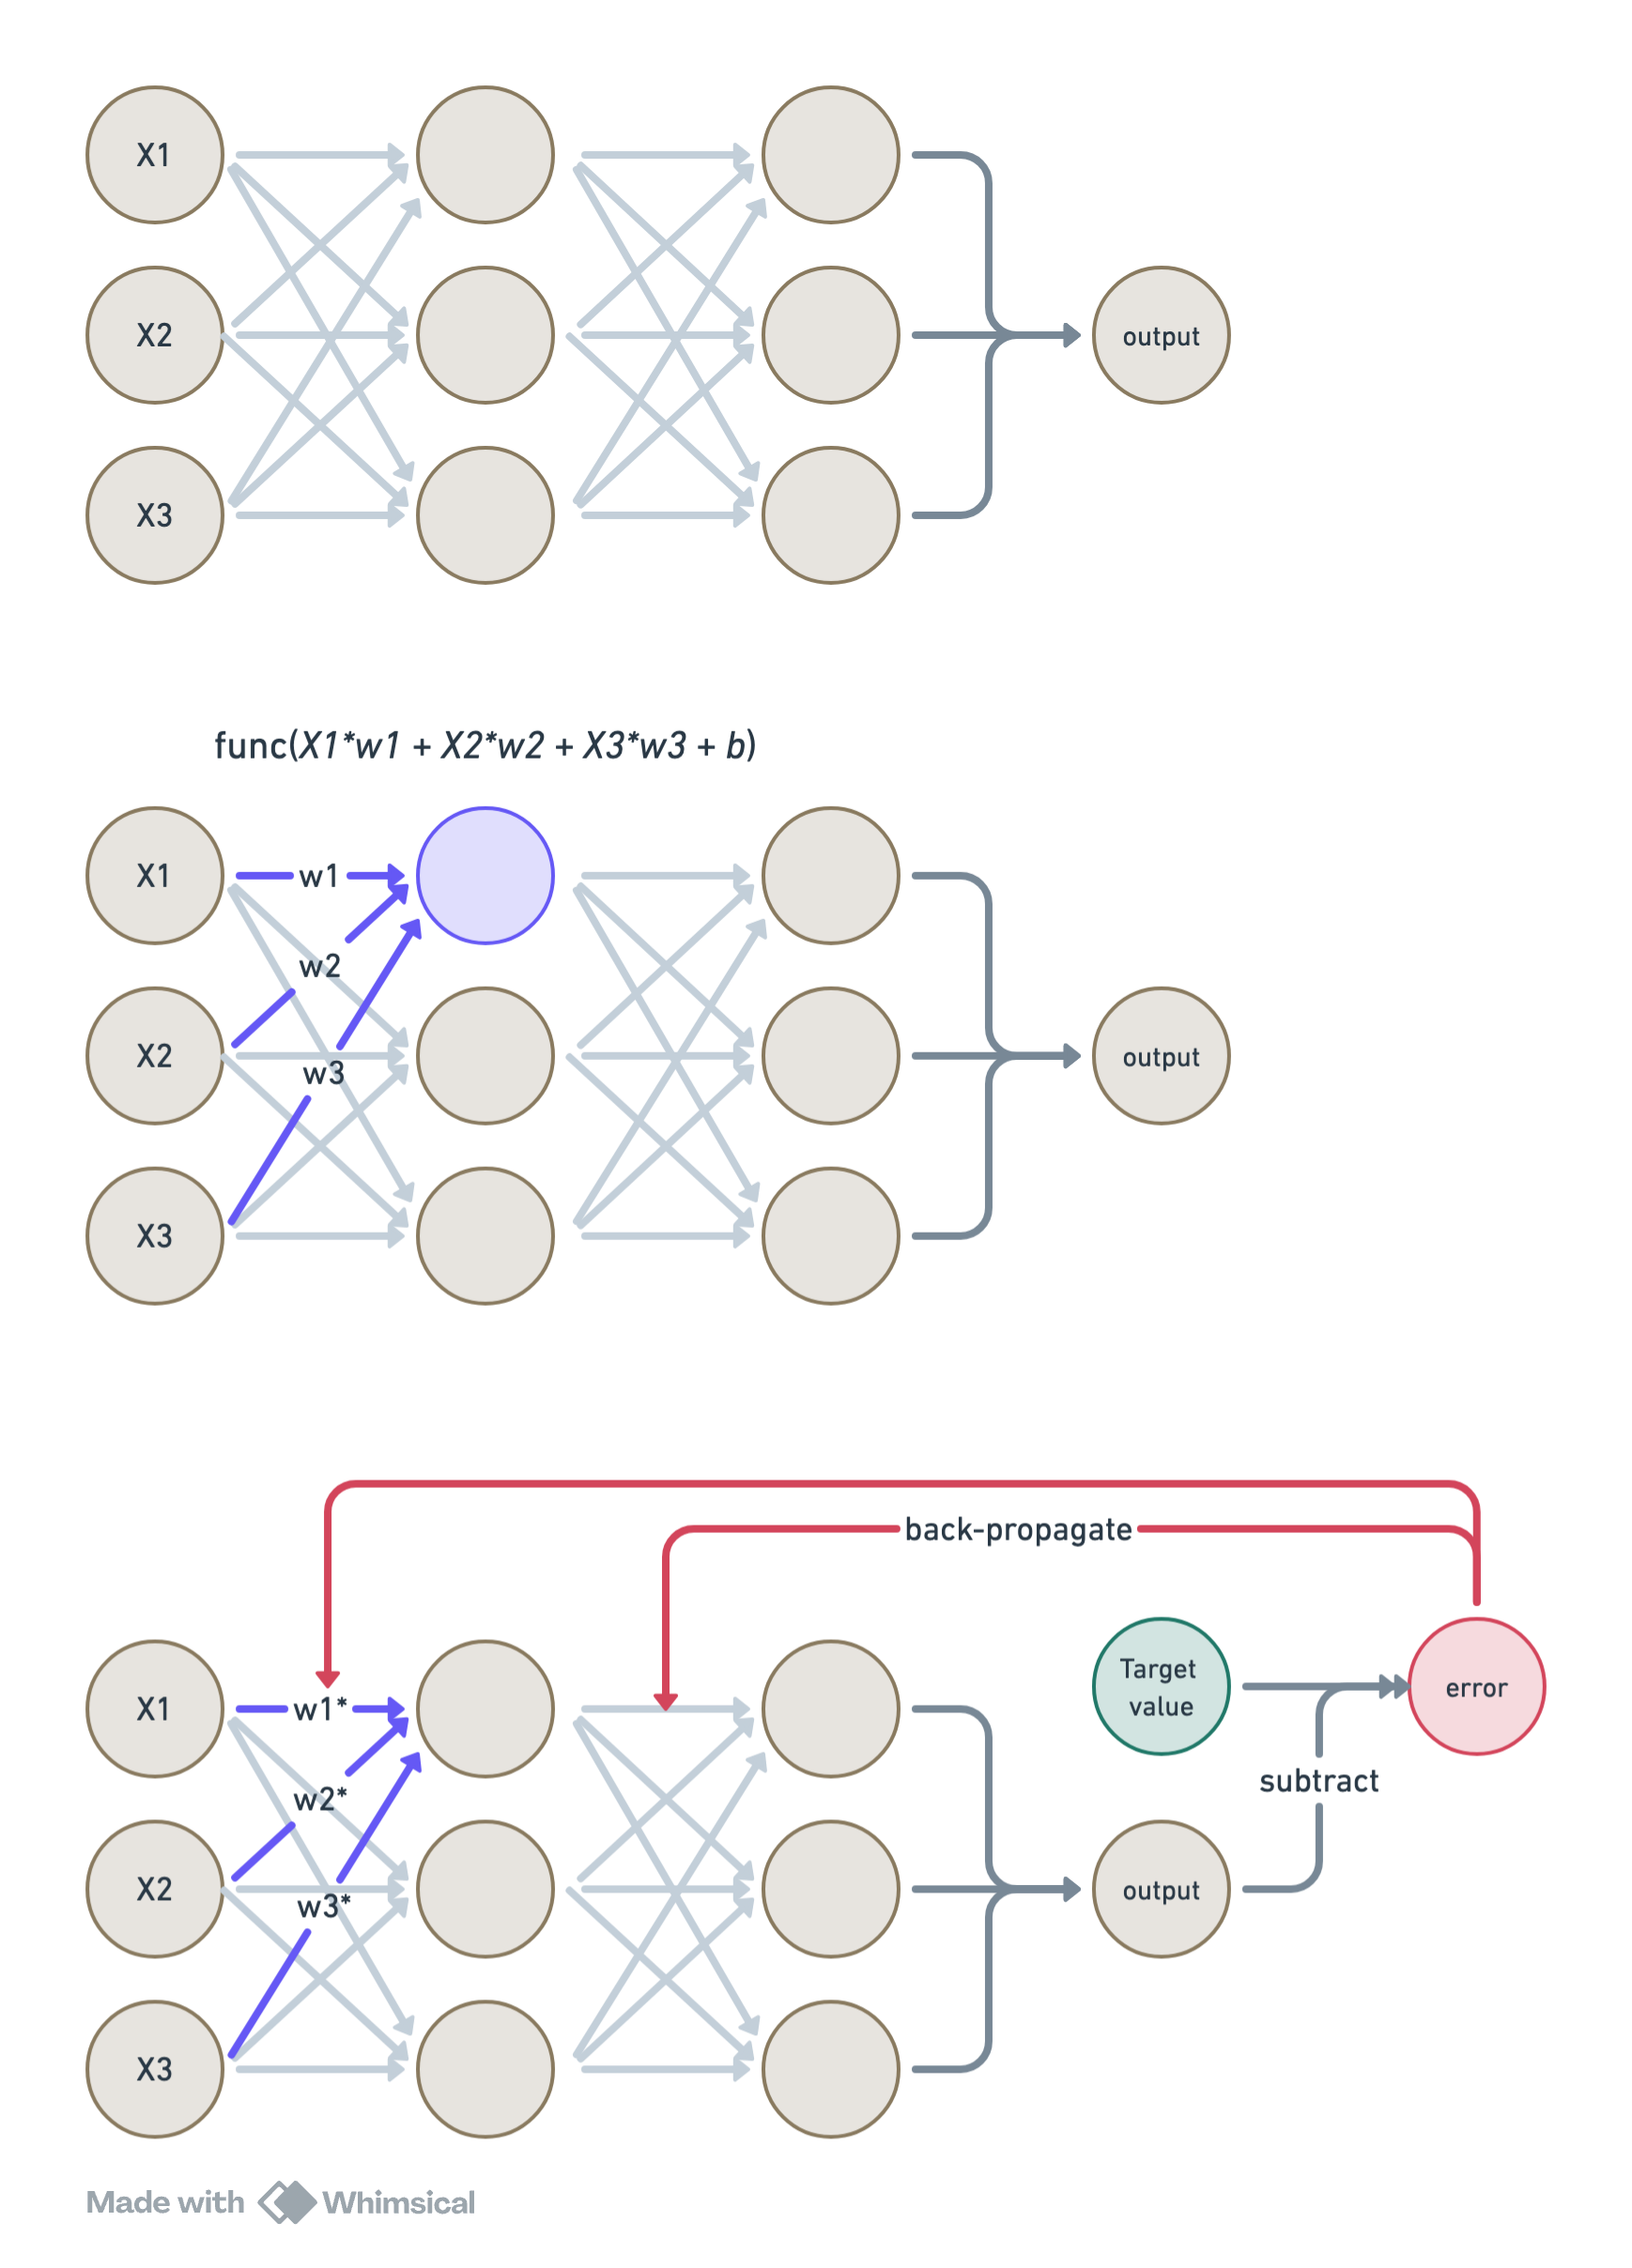 X1
X2
output
X3
func(X1*w1 + X2*w2 + X3*w3 + b)
X1
w1
w2
X2
w3
output
X3
back-propagate
Target
value
error
X1
w1*
subtract
w2*
X2
w3*
output
X3
Made with Whimsical